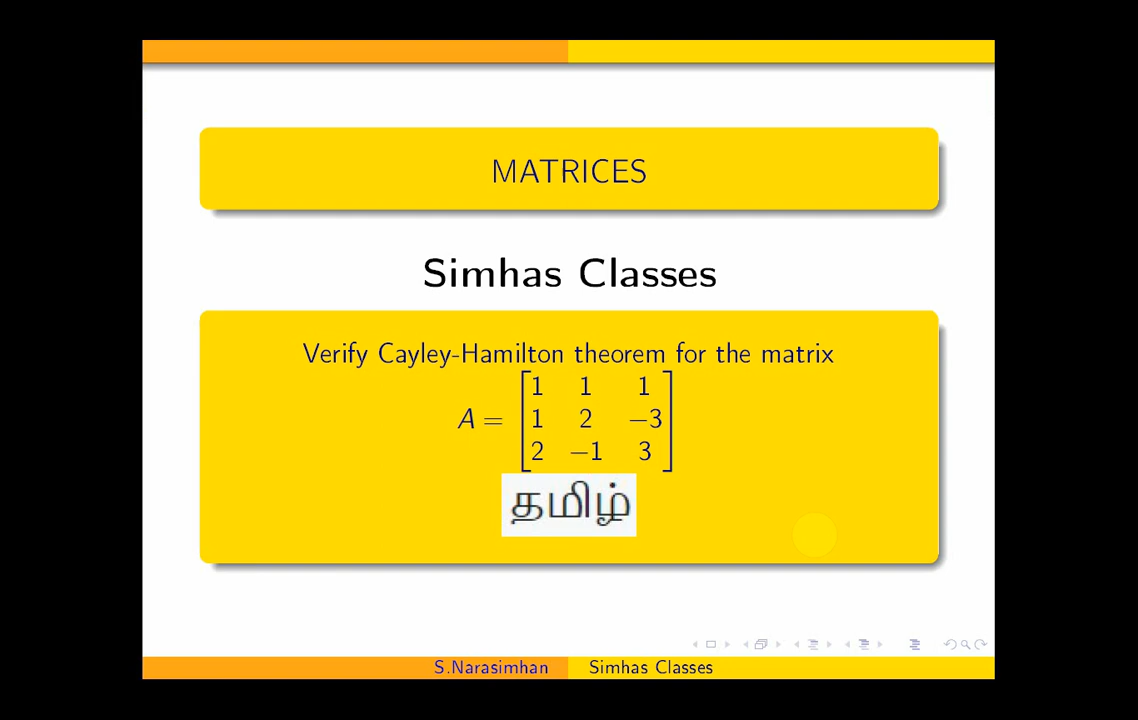 MATRICES
Simhas Classes
Verify Cayley-Hamilton theorem for the matrix
A = [1 1 1
1 2 −3
2 −1 3]
தமிழ்
S.Narasimhan Simhas Classes